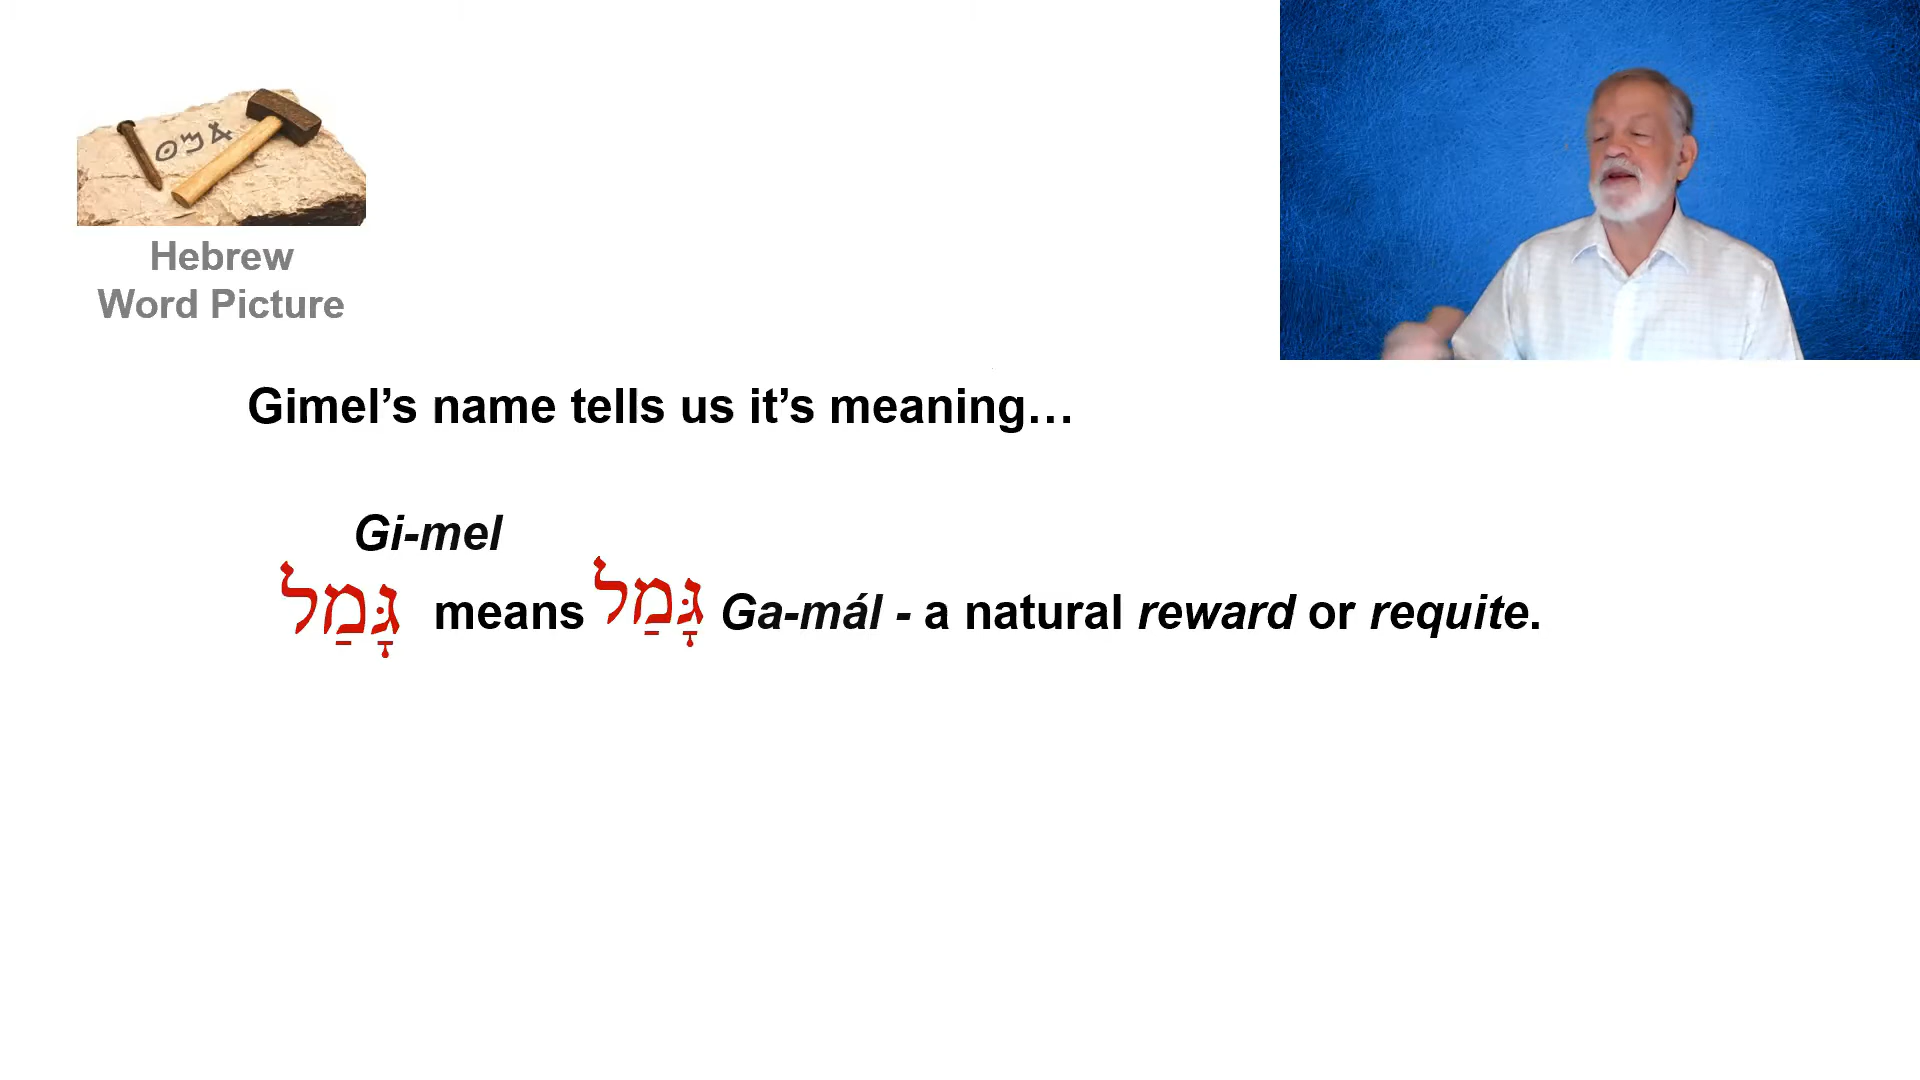 Hebrew
Word Picture
Gimel’s name tells us it’s meaning…
Gi-mel
גָּמַל means גָּמַל Ga-mál - a natural reward or requite.